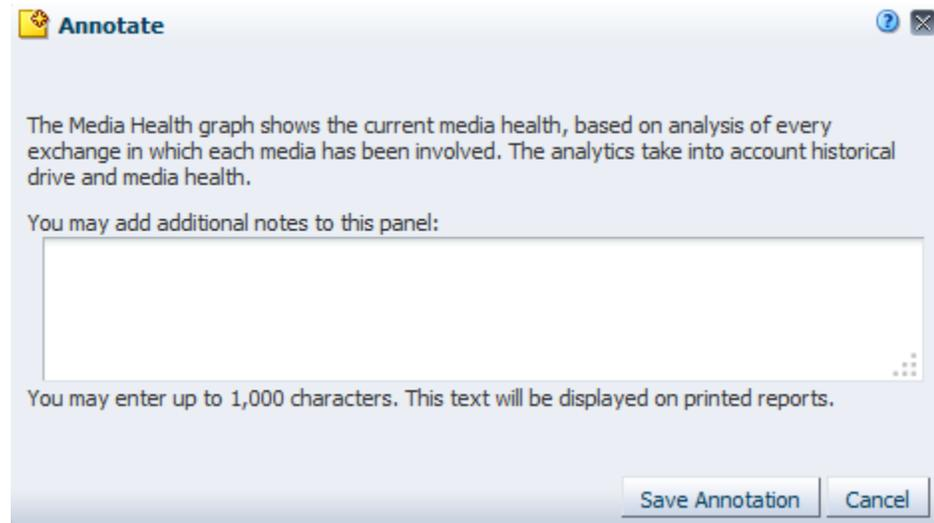 Annotate
The Media Health graph shows the current media health, based on analysis of every
exchange in which each media has been involved. The analytics take into account historical
drive and media health.
You may add additional notes to this panel:
You may enter up to 1,000 characters. This text will be displayed on printed reports.
Save Annotation Cancel